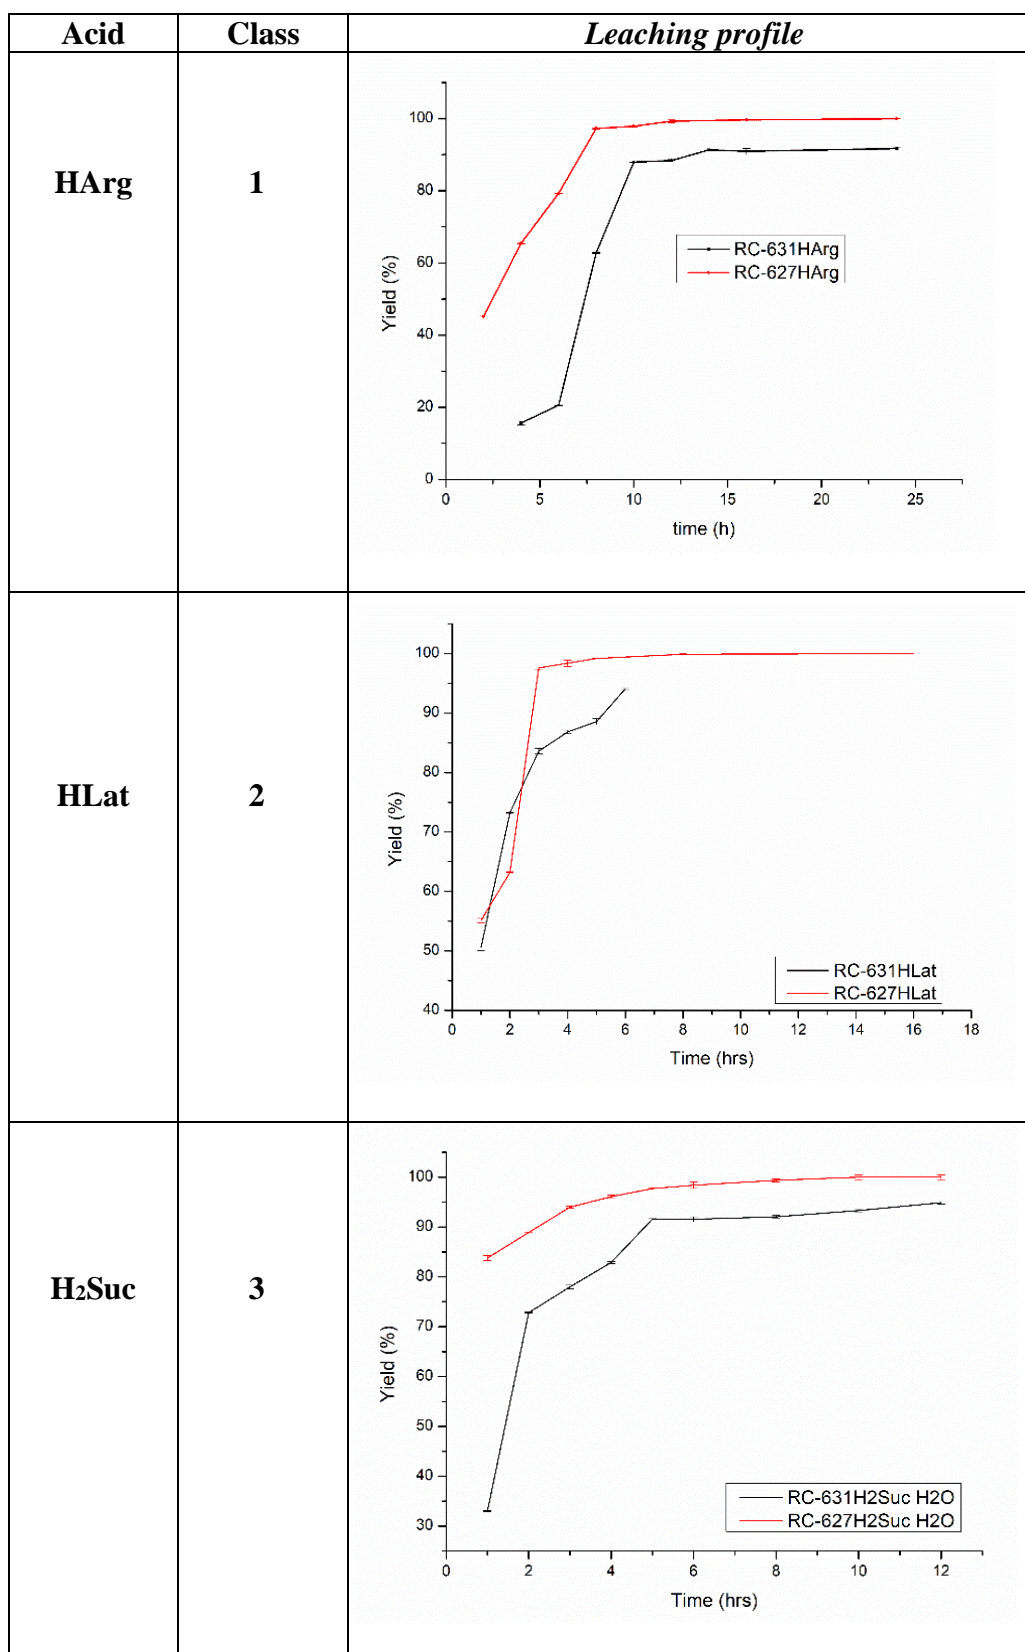 Acid Class Leaching profile
HArg 1
100
80
60
40
20
0
Yield (%)
RC-631HArg
RC-627HArg
0 5 10 15 20 25
time (h)
HLat 2
100
90
80
70
60
50
40
Yield (%)
RC-631HLat
RC-627HLat
0 2 4 6 8 10 12 14 16 18
Time (hrs)
H₂Suc 3
100
90
80
70
60
50
40
30
Yield (%)
RC-631H2Suc H2O
RC-627H2Suc H2O
0 2 4 6 8 10 12
Time (hrs)